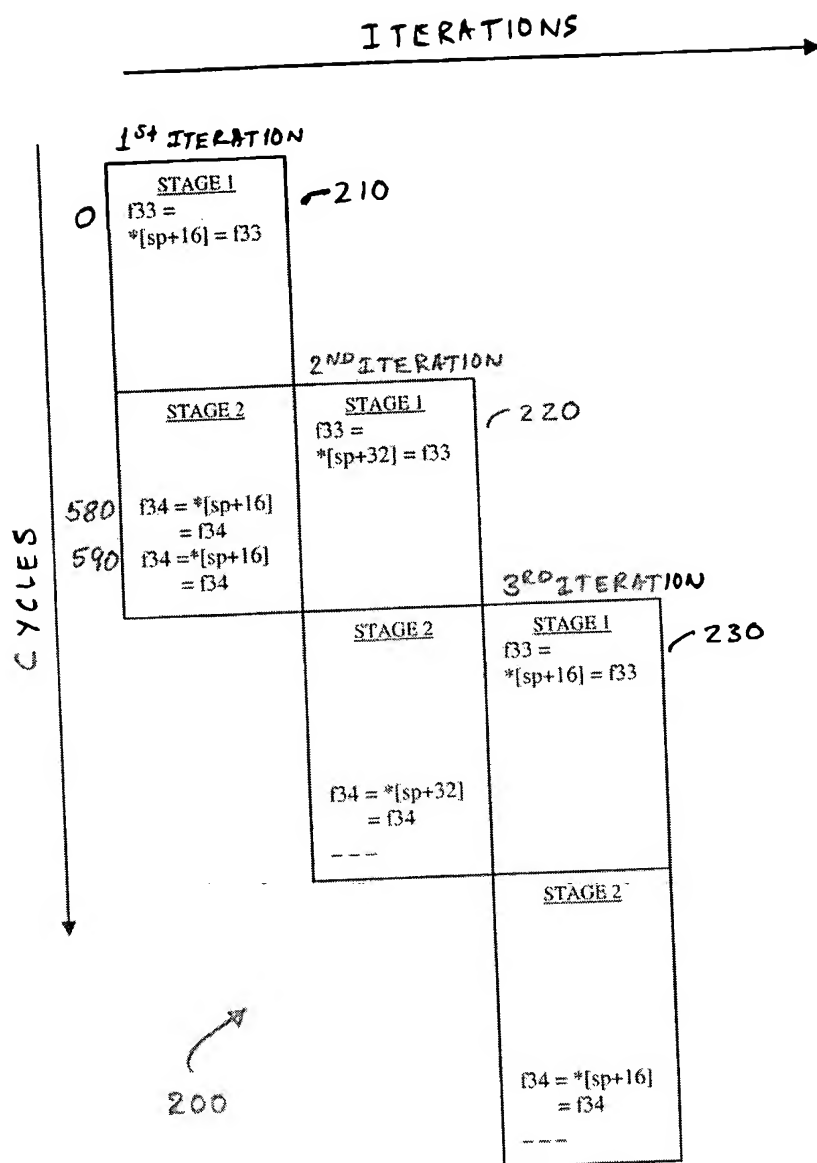 ITERATIONS
1St ITERATION
STAGE 1
210
0
f33 =
*[sp+16] = f33
2ND ITERATION
STAGE 2
STAGE 1
220
f33 =
*[sp+32] = f33
580
f34 = *[sp+16]
= f34
590
f34 =*[sp+16]
= f34
CYCLES
3RD ITERATION
STAGE 2
STAGE 1
230
f33 =
*[sp+16] = f33
f34 = *[sp+32]
= f34
---
STAGE 2
200
f34 = *[sp+16]
= f34
---